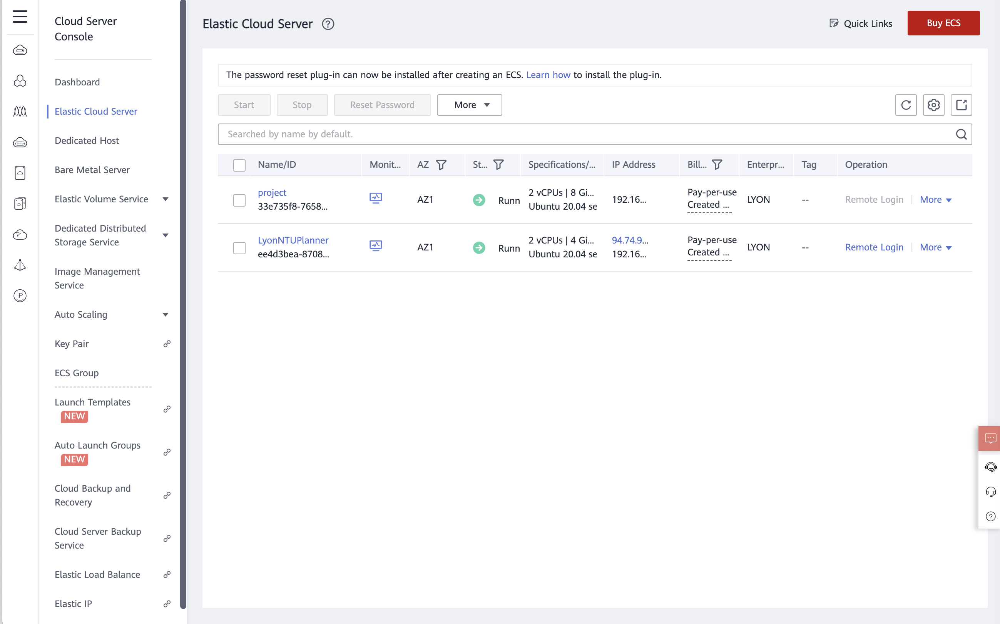 Cloud Server
Console
Dashboard
Elastic Cloud Server
Dedicated Host
Bare Metal Server
Elastic Volume Service
Dedicated Distributed
Storage Service
Image Management
Service
Auto Scaling
Key Pair
ECS Group
Launch Templates
NEW
Auto Launch Groups
NEW
Cloud Backup and
Recovery
Cloud Server Backup
Service
Elastic Load Balance
Elastic IP
IP
Elastic Cloud Server
Quick Links
Buy ECS
The password reset plug-in can now be installed after creating an ECS. Learn how to install the plug-in.
Start Stop Reset Password More
Searched by name by default.
Name/ID Monit... AZ St... Specifications/... IP Address Bill... Enterpr... Tag Operation
project
33e735f8-7658...
AZ1
Runn
2 vCPUs | 8 Gi...
Ubuntu 20.04 se
192.16...
Pay-per-use
Created ...
LYON
--
Remote Login More
LyonNTUPlanner
ee4d3bea-8708...
AZ1
Runn
2 vCPUs | 4 Gi...
Ubuntu 20.04 se
94.74.9...
192.16...
Pay-per-use
Created ...
LYON
--
Remote Login More